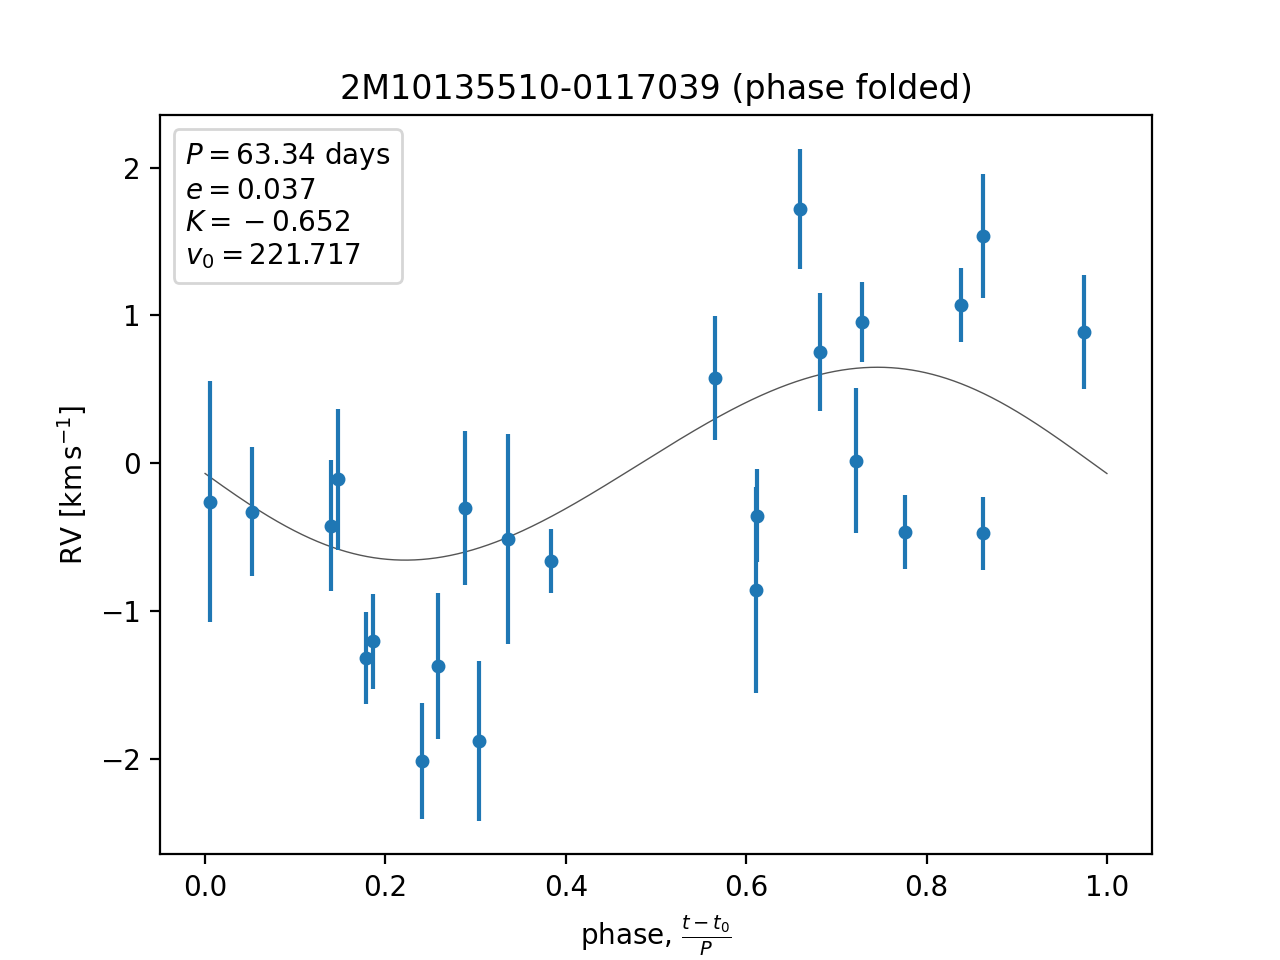 2M10135510-0117039 (phase folded)
P = 63.34 days
e = 0.037
K = −0.652
v₀ = 221.717
2
1
0
−1
−2
RV [km s⁻¹]
0.0 0.2 0.4 0.6 0.8 1.0
phase, (t − t₀)/P